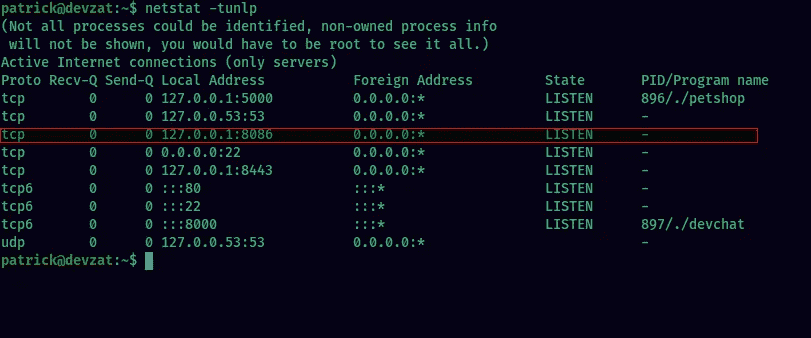 patrick@devzat:~$ netstat -tunlp
(Not all processes could be identified, non-owned process info
 will not be shown, you would have to be root to see it all.)
Active Internet connections (only servers)
Proto Recv-Q Send-Q Local Address           Foreign Address         State       PID/Program name
tcp        0      0 127.0.0.1:5000          0.0.0.0:*               LISTEN      896/./petshop
tcp        0      0 127.0.0.53:53           0.0.0.0:*               LISTEN      -
tcp        0      0 127.0.0.1:8086          0.0.0.0:*               LISTEN      -
tcp        0      0 0.0.0.0:22              0.0.0.0:*               LISTEN      -
tcp        0      0 127.0.0.1:8443          0.0.0.0:*               LISTEN      -
tcp6       0      0 :::80                   :::*                    LISTEN      -
tcp6       0      0 :::22                   :::*                    LISTEN      -
tcp6       0      0 :::8000                 :::*                    LISTEN      897/./devchat
udp        0      0 127.0.0.53:53           0.0.0.0:*                           -
patrick@devzat:~$